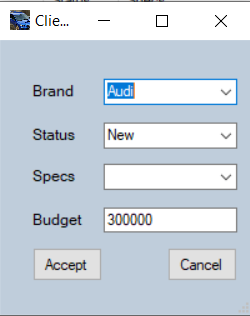 Clie...
Brand Audi
Status New
Specs
Budget 300000
Accept Cancel